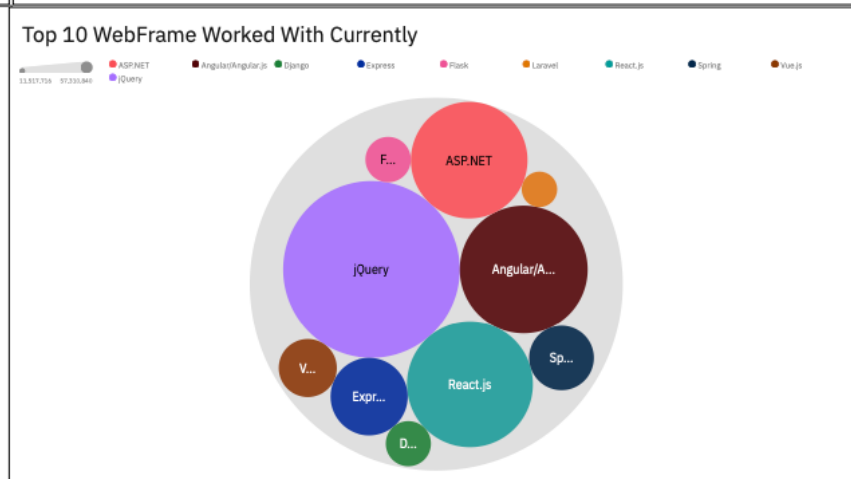 Top 10 WebFrame Worked With Currently
ASP.NET Angular/Angular.js Django Express Flask Laravel React.js Spring Vue.js
jQuery
F...
ASP.NET
jQuery
Angular/A...
V...
Expr...
React.js
Sp...
D...